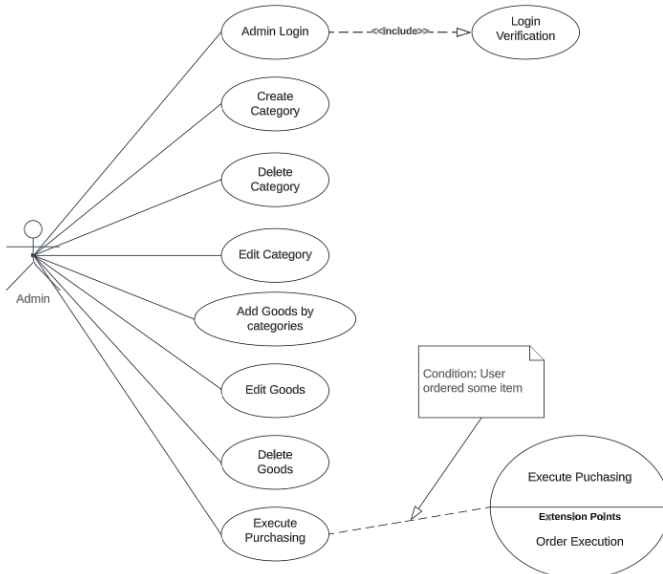 Admin Login
<<include>>
Login
Verification
Create
Category
Delete
Category
Edit Category
Admin
Add Goods by
categories
Condition: User
ordered some item
Edit Goods
Delete
Goods
Execute Puchasing
Extension Points
Order Execution
Execute
Purchasing